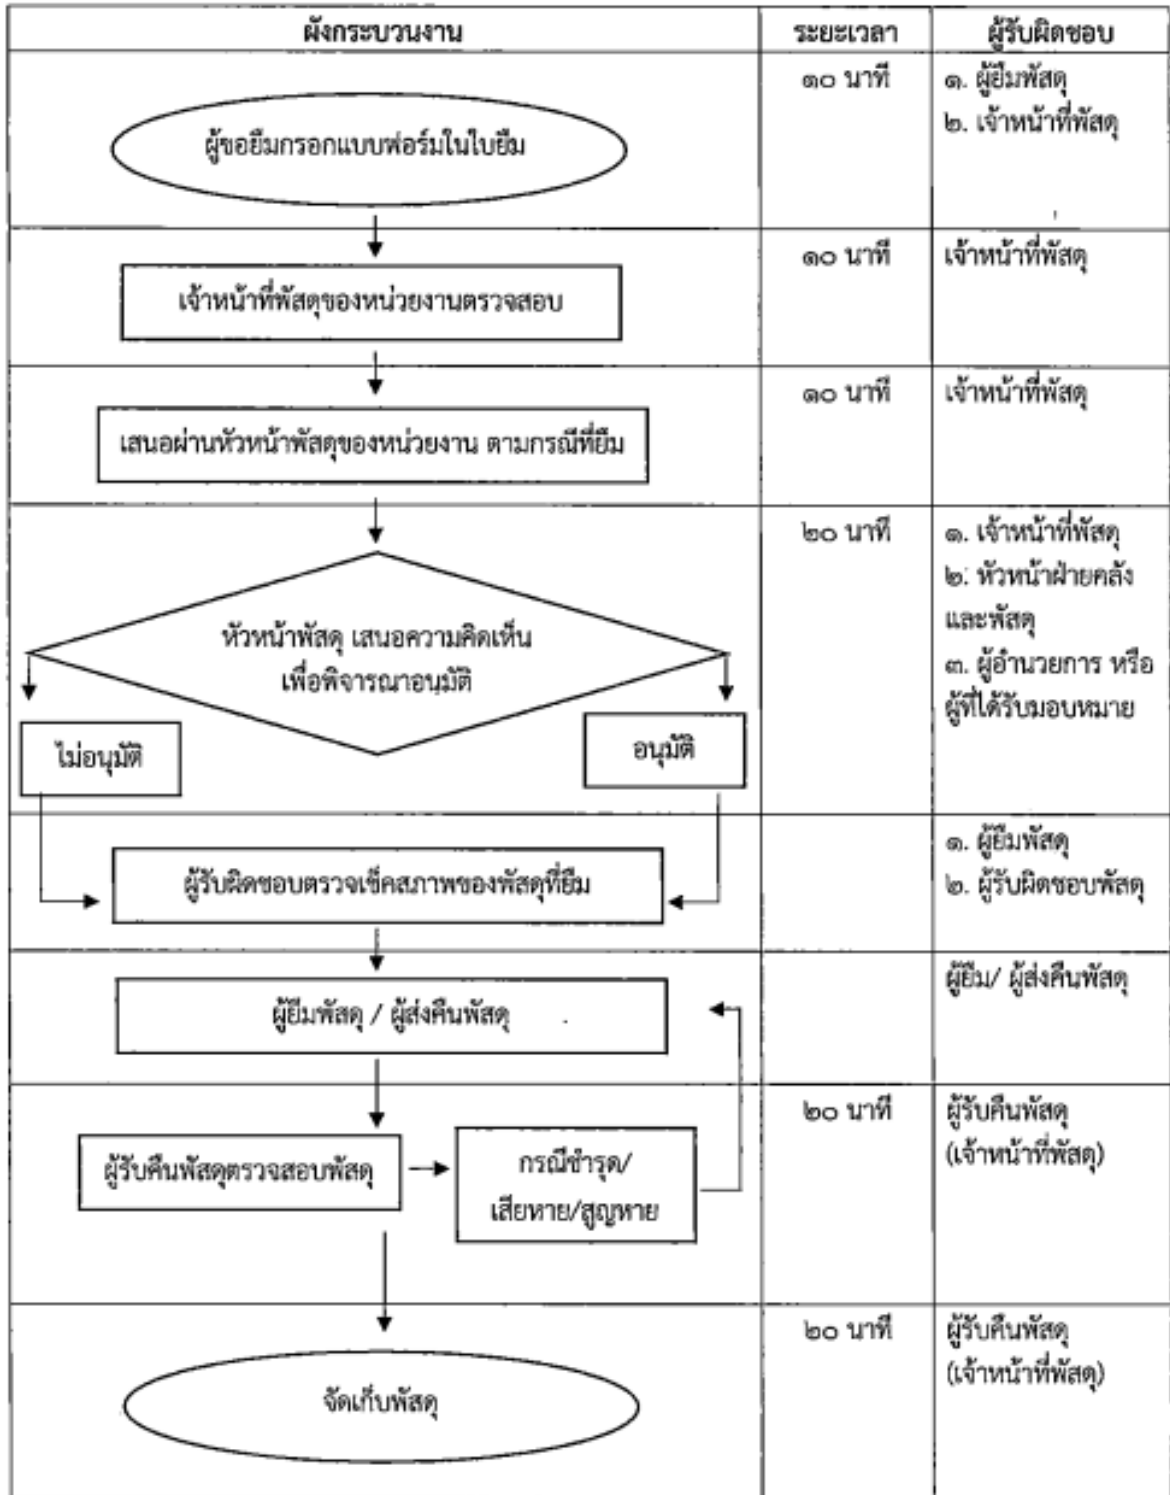 ผังกระบวนงาน ระยะเวลา ผู้รับผิดชอบ
ผู้ขอยืมกรอกแบบฟอร์มในใบยืม
๑๐ นาที
๑. ผู้ยืมพัสดุ
๒. เจ้าหน้าที่พัสดุ
เจ้าหน้าที่พัสดุของหน่วยงานตรวจสอบ
๑๐ นาที
เจ้าหน้าที่พัสดุ
เสนอผ่านหัวหน้าพัสดุของหน่วยงาน ตามกรณีที่ยืม
๑๐ นาที
เจ้าหน้าที่พัสดุ
หัวหน้าพัสดุ เสนอความคิดเห็น
เพื่อพิจารณาอนุมัติ
ไม่อนุมัติ
อนุมัติ
๒๐ นาที
๑. เจ้าหน้าที่พัสดุ
๒. หัวหน้าฝ่ายคลัง
และพัสดุ
๓. ผู้อำนวยการ หรือ
ผู้ที่ได้รับมอบหมาย
ผู้รับผิดชอบตรวจเช็คสภาพของพัสดุที่ยืม
๑. ผู้ยืมพัสดุ
๒. ผู้รับผิดชอบพัสดุ
ผู้ยืมพัสดุ / ผู้ส่งคืนพัสดุ
ผู้ยืม/ ผู้ส่งคืนพัสดุ
ผู้รับคืนพัสดุตรวจสอบพัสดุ
กรณีชำรุด/
เสียหาย/สูญหาย
๒๐ นาที
ผู้รับคืนพัสดุ
(เจ้าหน้าที่พัสดุ)
จัดเก็บพัสดุ
๒๐ นาที
ผู้รับคืนพัสดุ
(เจ้าหน้าที่พัสดุ)